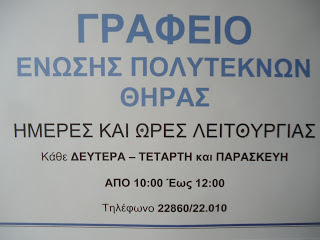 ΓΡΑΦΕΙΟ
ΕΝΩΣΗΣ ΠΟΛΥΤΕΚΝΩΝ
ΘΗΡΑΣ
ΗΜΕΡΕΣ ΚΑΙ ΩΡΕΣ ΛΕΙΤΟΥΡΓΙΑΣ
Κάθε ΔΕΥΤΕΡΑ – ΤΕΤΑΡΤΗ και ΠΑΡΑΣΚΕΥΗ
ΑΠΟ 10:00 Έως 12:00
Τηλέφωνο 22860/22.010